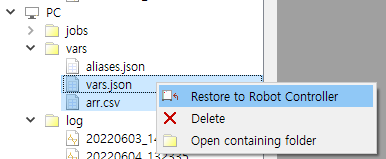 PC
jobs
vars
aliases.json
vars.json
arr.csv
log
20220603_14
20220604_132335
Restore to Robot Controller
Delete
Open containing folder